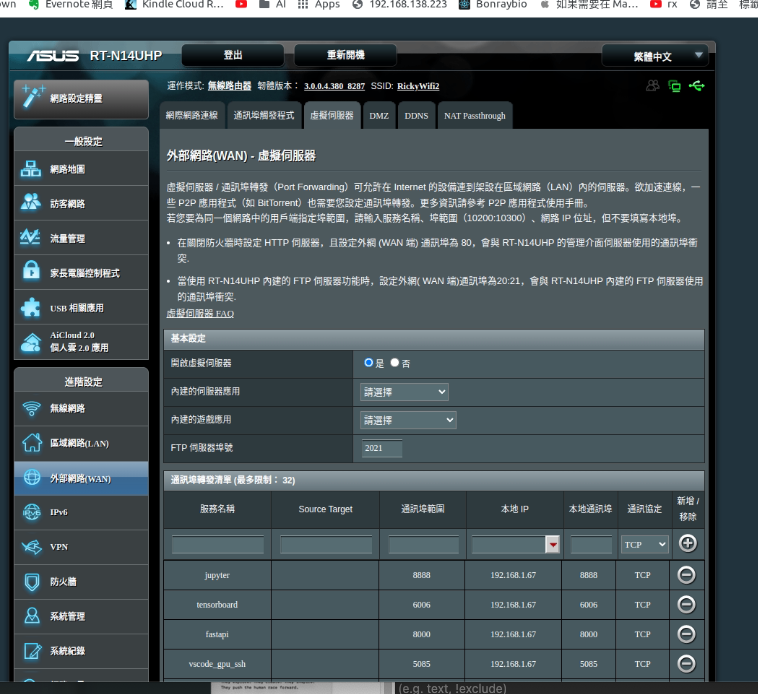 Evernote 網頁
Kindle Cloud R…
AI
Apps
192.168.138.223
Bonraybio
如果需要在 Ma…
rx
請至
ASUS RT-N14UHP
登出
重新開機
繁體中文
網路設定精靈
一般設定
網路地圖
訪客網路
流量管理
家長電腦控制程式
USB 相關應用
AiCloud 2.0
個人雲 2.0 應用
進階設定
無線網路
區域網路(LAN)
外部網路(WAN)
IPv6
VPN
防火牆
系統管理
系統紀錄
運作模式: 無線路由器 韌體版本： 3.0.0.4.380_8287 SSID: RickyWifi2
網際網路連線
通訊埠觸發程式
虛擬伺服器
DMZ
DDNS
NAT Passthrough
外部網路(WAN) - 虛擬伺服器
虛擬伺服器 / 通訊埠轉發（Port Forwarding）可允許在 Internet 的設備連到架設在區域網路（LAN）內的伺服器。欲加速連線，一
些 P2P 應用程式（如 BitTorrent）也需要您設定通訊埠轉發。更多資訊請參考 P2P 應用程式使用手冊。
若您要為同一個網路中的用戶端指定埠範圍，請輸入服務名稱、埠範圍（10200:10300）、網路 IP 位址，但不要填寫本地埠。
• 在關閉防火牆時設定 HTTP 伺服器，且設定外網 (WAN 端) 通訊埠為 80，會與 RT-N14UHP 的管理介面伺服器使用的通訊埠衝
突.
• 當使用 RT-N14UHP 內建的 FTP 伺服器功能時，設定外網( WAN 端)通訊埠為20:21，會與 RT-N14UHP 內建的 FTP 伺服器使用
的通訊埠衝突.
虛擬伺服器 FAQ
基本設定
開啟虛擬伺服器 是 否
內建的伺服器應用 請選擇
內建的遊戲應用 請選擇
FTP 伺服器埠號 2021
通訊埠轉發清單 (最多限制： 32)
服務名稱 Source Target 通訊埠範圍 本地 IP 本地通訊埠 通訊協定 新增 /
移除
TCP
jupyter 8888 192.168.1.67 8888 TCP
tensorboard 6006 192.168.1.67 6006 TCP
fastapi 8000 192.168.1.67 8000 TCP
vscode_gpu_ssh 5085 192.168.1.67 5085 TCP
They push the human base forward.
(e.g. text, !exclude)